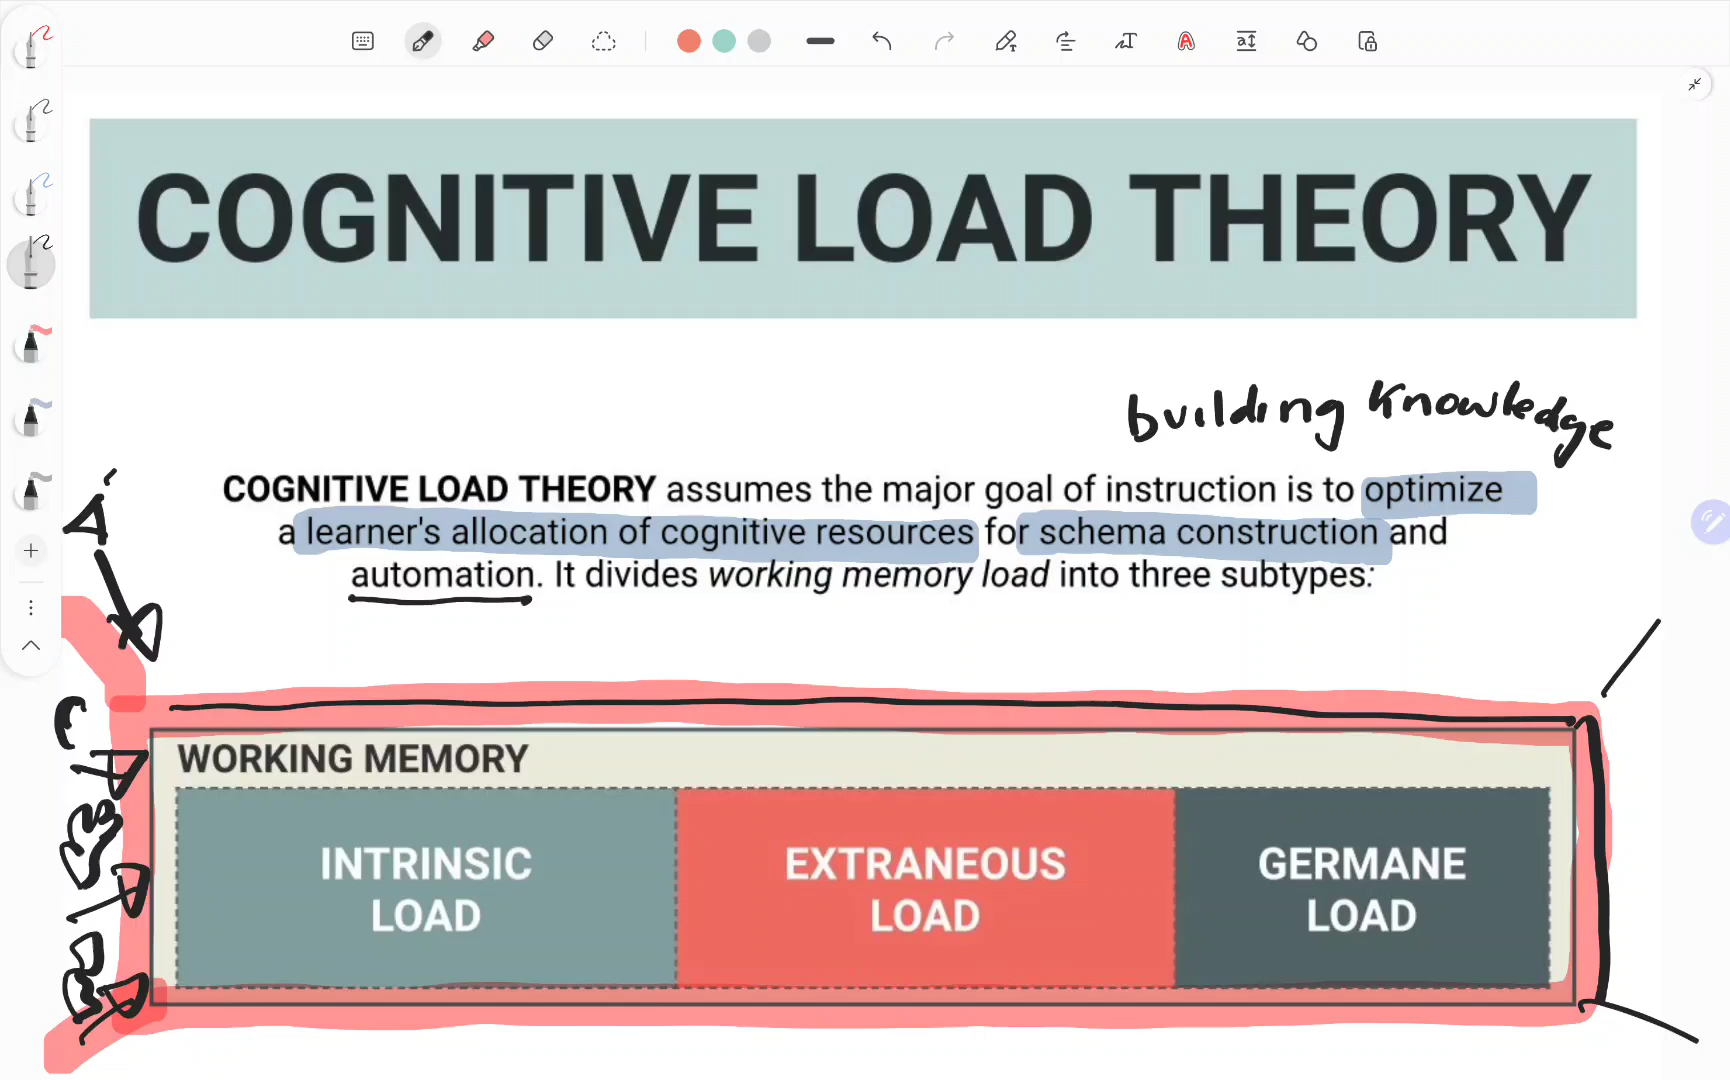 COGNITIVE LOAD THEORY
building knowledge
COGNITIVE LOAD THEORY assumes the major goal of instruction is to optimize
a learner's allocation of cognitive resources for schema construction and
automation. It divides working memory load into three subtypes:
WORKING MEMORY
INTRINSIC
LOAD
EXTRANEOUS
LOAD
GERMANE
LOAD